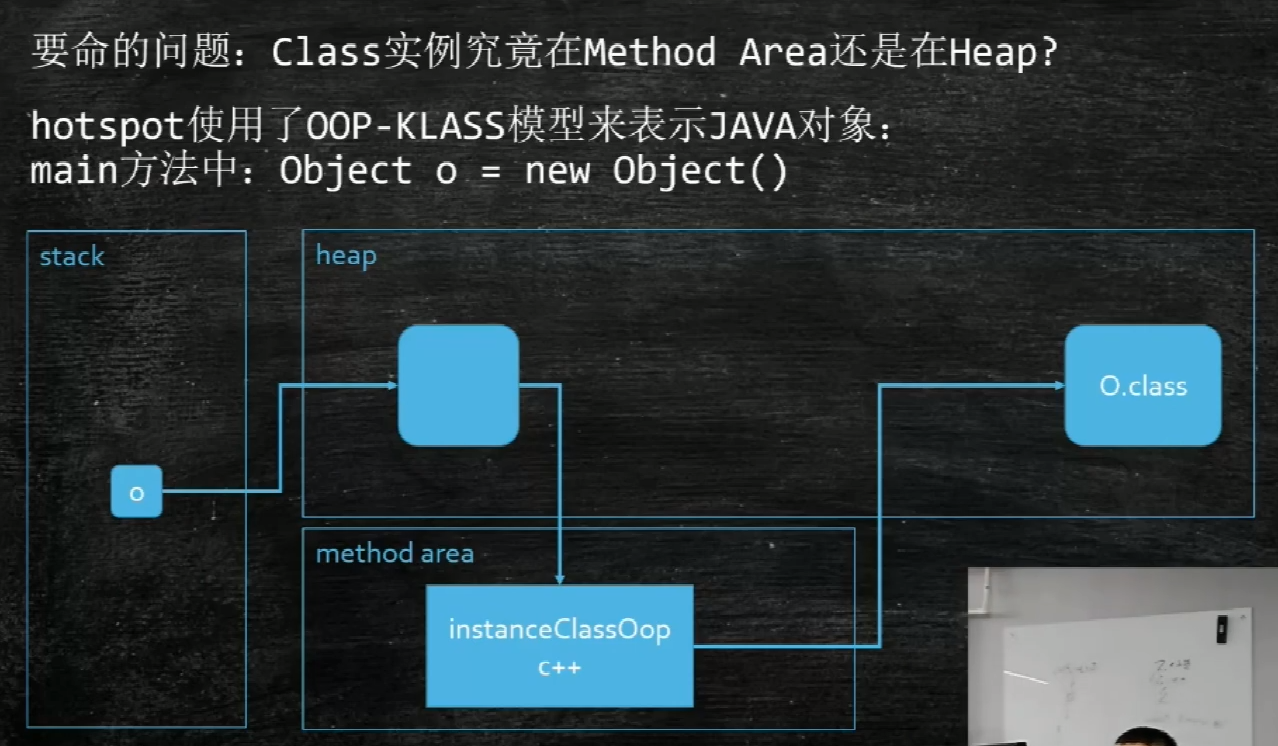 要命的问题：Class实例究竟在Method Area还是在Heap?
hotspot使用了OOP-KLASS模型来表示JAVA对象：
main方法中：Object o = new Object()
stack
heap
O.class
o
method area
instanceClassOop
c++